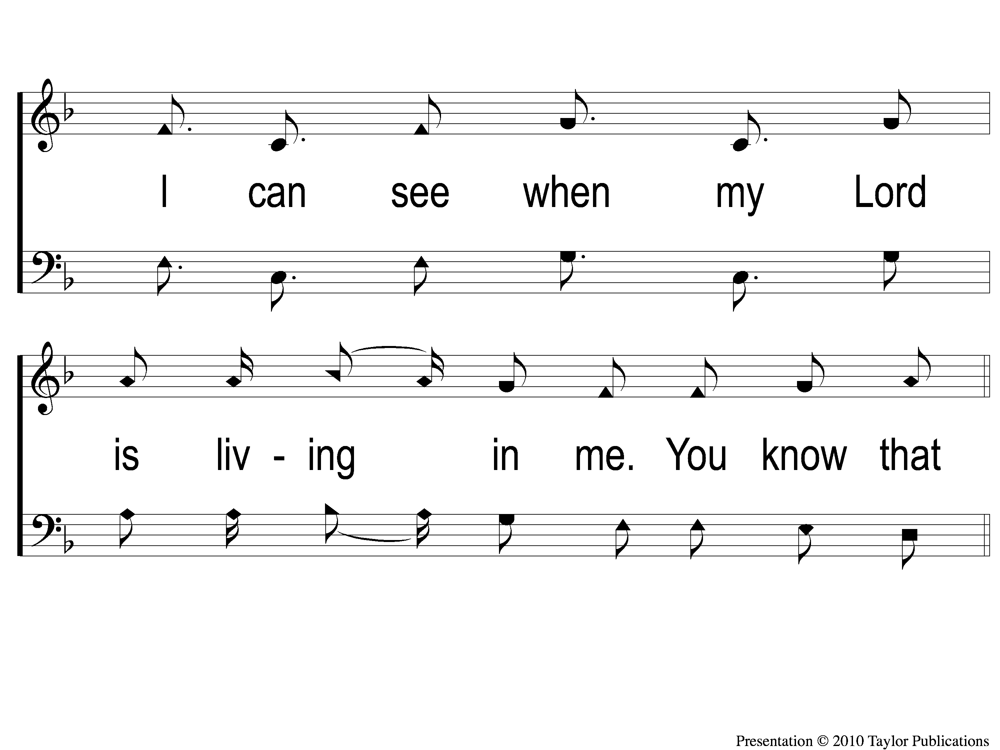 I can see when my Lord
is liv - ing in me. You know that
Presentation © 2010 Taylor Publications